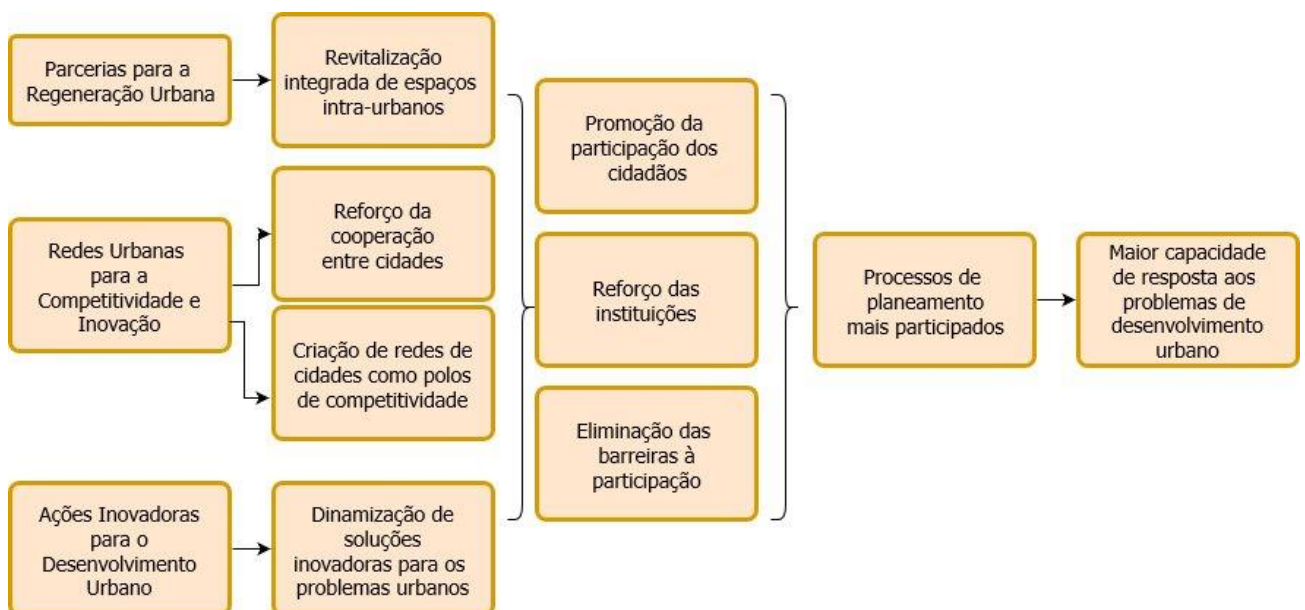 Parcerias para a
Regeneração Urbana
Revitalização
integrada de espaços
intra-urbanos
Redes Urbanas
para a
Competitividade e
Inovação
Reforço da
cooperação
entre cidades
Criação de redes de
cidades como polos
de competitividade
Ações Inovadoras
para o
Desenvolvimento
Urbano
Dinamização de
soluções
inovadoras para os
problemas urbanos
Promoção da
participação dos
cidadãos
Reforço das
instituições
Eliminação das
barreiras à
participação
Processos de
planeamento
mais participados
Maior capacidade
de resposta aos
problemas de
desenvolvimento
urbano